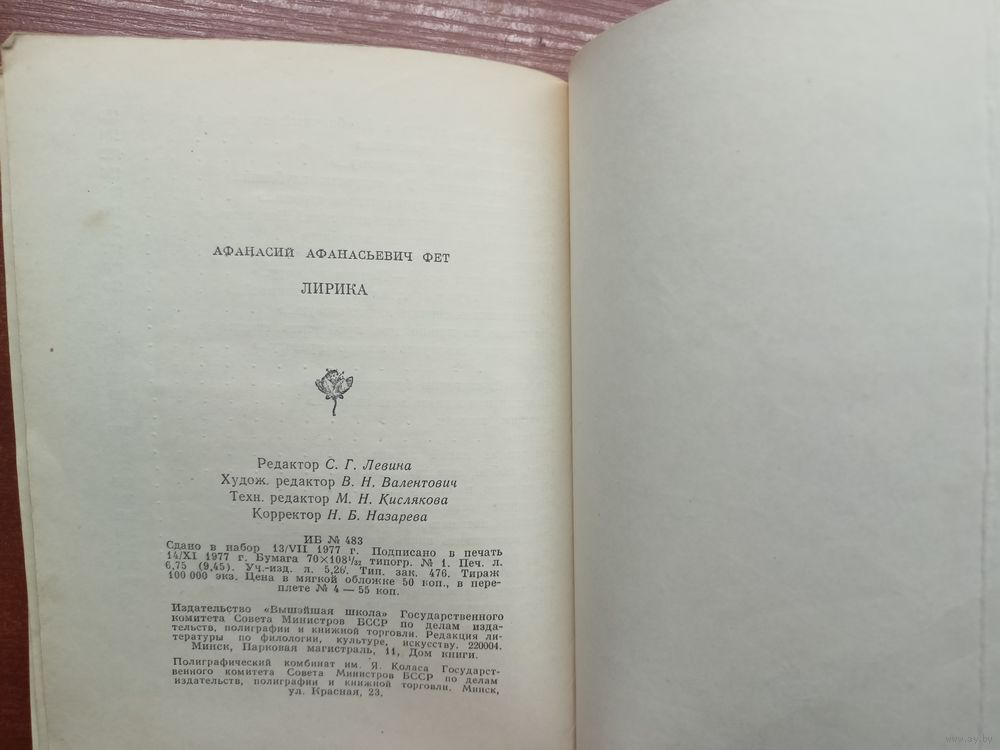 АФАНАСИЙ АФАНАСЬЕВИЧ ФЕТ
ЛИРИКА
Редактор С. Г. Левина
Худож. редактор В. Н. Валентович
Техн. редактор М. Н. Кислякова
Корректор Н. Б. Назарева
ИБ № 483
Сдано в набор 13/VII 1977 г. Подписано в печать
14/XI 1977 г. Бумага 70×108¹/₃₂ типогр. № 1. Печ. л.
6,75 (9,45). Уч.-изд. л. 5,26. Тип. зак. 476. Тираж
100 000 экз. Цена в мягкой обложке 50 коп., в пере-
плете № 4 — 55 коп.
Издательство «Вышэйшая школа» Государственного
комитета Совета Министров БССР по делам изда-
тельств, полиграфии и книжной торговли. Редакция ли-
тературы по филологии, культуре, искусству. 220004.
Минск, Парковая магистраль, 11, Дом книги.
Полиграфический комбинат им. Я. Коласа Государст-
венного комитета Совета Министров БССР по делам
издательств, полиграфии и книжной торговли. Минск,
ул. Красная, 23.
www.ay.by